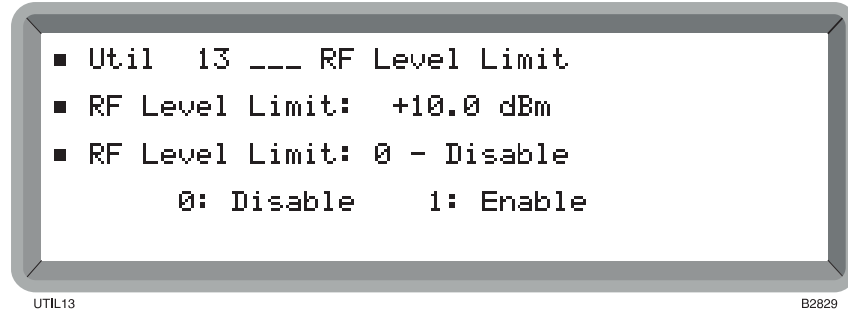 ■ Util 13 ___ RF Level Limit
■ RF Level Limit: +10.0 dBm
■ RF Level Limit: 0 - Disable
0: Disable 1: Enable
UTIL13 B2829